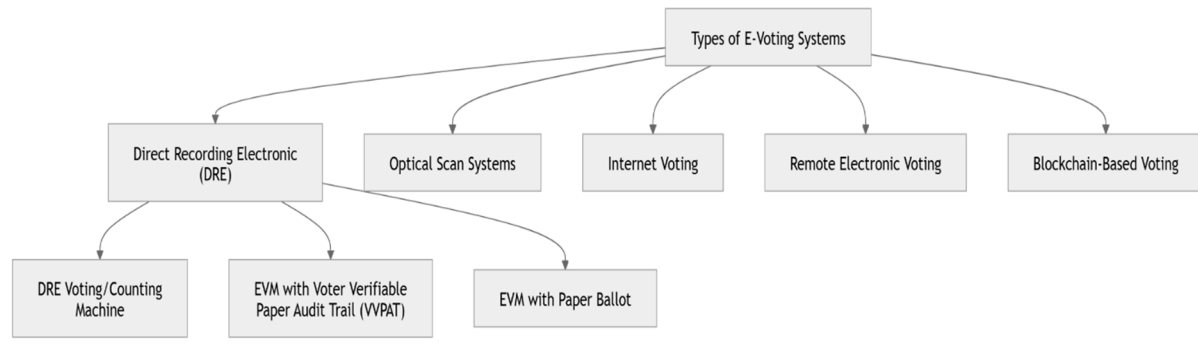 Types of E-Voting Systems
Direct Recording Electronic
(DRE)
Optical Scan Systems
Internet Voting
Remote Electronic Voting
Blockchain-Based Voting
DRE Voting/Counting
Machine
EVM with Voter Verifiable
Paper Audit Trail (VVPAT)
EVM with Paper Ballot